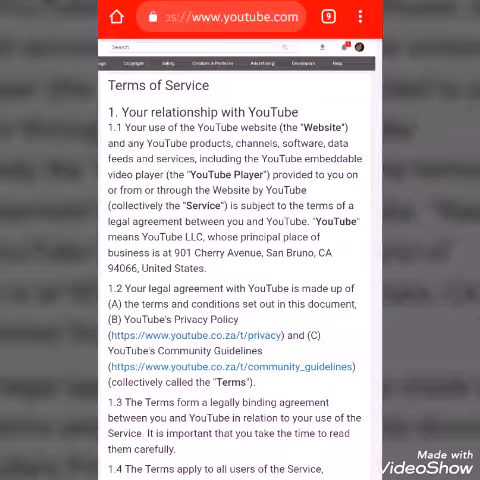 https://www.youtube.com
9
Search
Copyright Safety Creators & Partners Advertising Developers Help
Terms of Service
1. Your relationship with YouTube
1.1 Your use of the YouTube website (the "Website")
and any YouTube products, channels, software, data
feeds and services, including the YouTube embeddable
video player (the "YouTube Player") provided to you on
or from or through the Website by YouTube
(collectively the "Service") is subject to the terms of a
legal agreement between you and YouTube. "YouTube"
means YouTube LLC, whose principal place of
business is at 901 Cherry Avenue, San Bruno, CA
94066, United States.
1.2 Your legal agreement with YouTube is made up of
(A) the terms and conditions set out in this document,
(B) YouTube's Privacy Policy
(https://www.youtube.co.za/t/privacy) and (C)
YouTube's Community Guidelines
(https://www.youtube.co.za/t/community_guidelines)
(collectively called the "Terms").
1.3 The Terms form a legally binding agreement
between you and YouTube in relation to your use of the
Service. It is important that you take the time to read
them carefully.
1.4 The Terms apply to all users of the Service,
Made with
VideoShow